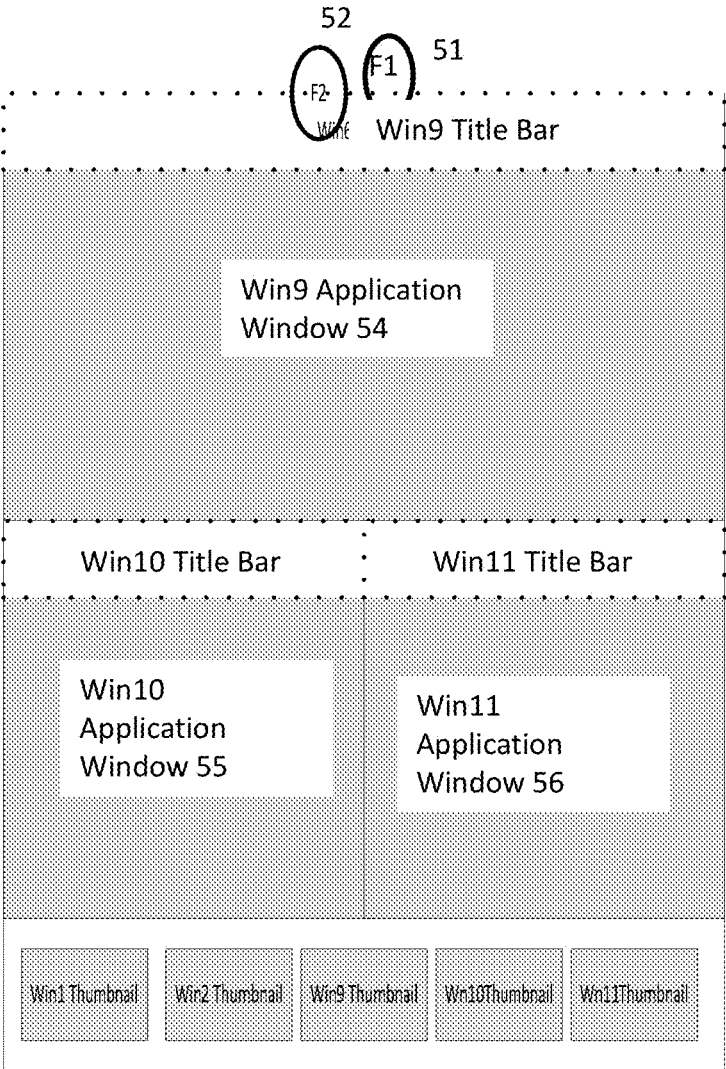 52
F1 51
F2
Win9 Title Bar
Win9 Application
Window 54
Win10 Title Bar Win11 Title Bar
Win10
Application
Window 55
Win11
Application
Window 56
Win1 Thumbnail Win2 Thumbnail Win9 Thumbnail Wn10Thumbnail Wn11Thumbnail